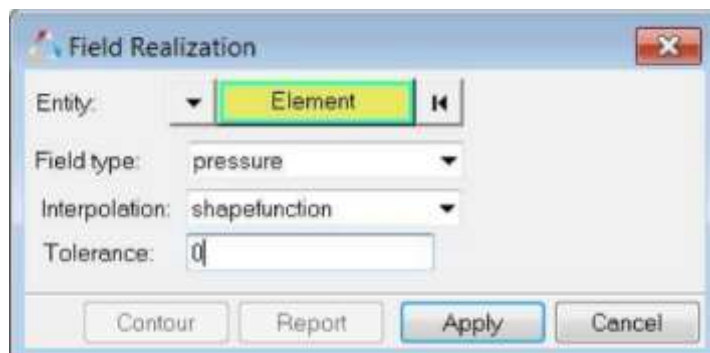 Field Realization
Entity: Element
Field type: pressure
Interpolation: shapefunction
Tolerance: 0
Contour Report Apply Cancel